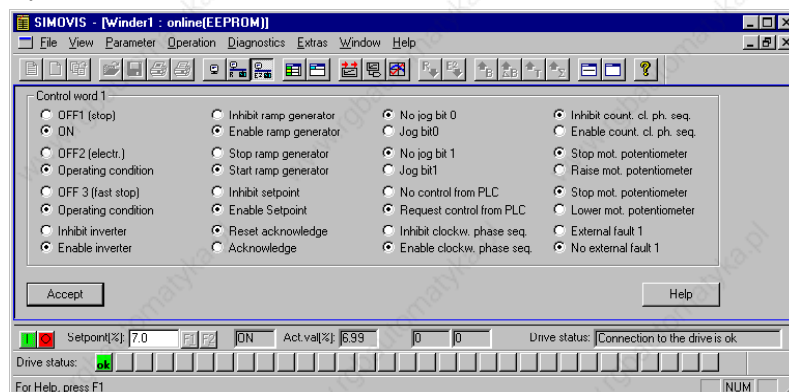 SIMOVIS - [Winder1 : online(EEPROM)]
File View Parameter Operation Diagnostics Extras Window Help
Control word 1
OFF1 (stop) Inhibit ramp generator No jog bit 0 Inhibit count. cl. ph. seq.
ON Enable ramp generator Jog bit0 Enable count. cl. ph. seq.
OFF2 (electr.) Stop ramp generator No jog bit 1 Stop mot. potentiometer
Operating condition Start ramp generator Jog bit1 Raise mot. potentiometer
OFF 3 (fast stop) Inhibit setpoint No control from PLC Stop mot. potentiometer
Operating condition Enable Setpoint Request control from PLC Lower mot. potentiometer
Inhibit inverter Reset acknowledge Inhibit clockw. phase seq. External fault 1
Enable inverter Acknowledge Enable clockw. phase seq. No external fault 1
Accept Help
Setpoint[%]: 7.0 F1 F2 ON Act.val[%]: 6.99 0 0 Drive status: Connection to the drive is ok
Drive status: ok
For Help, press F1 NUM